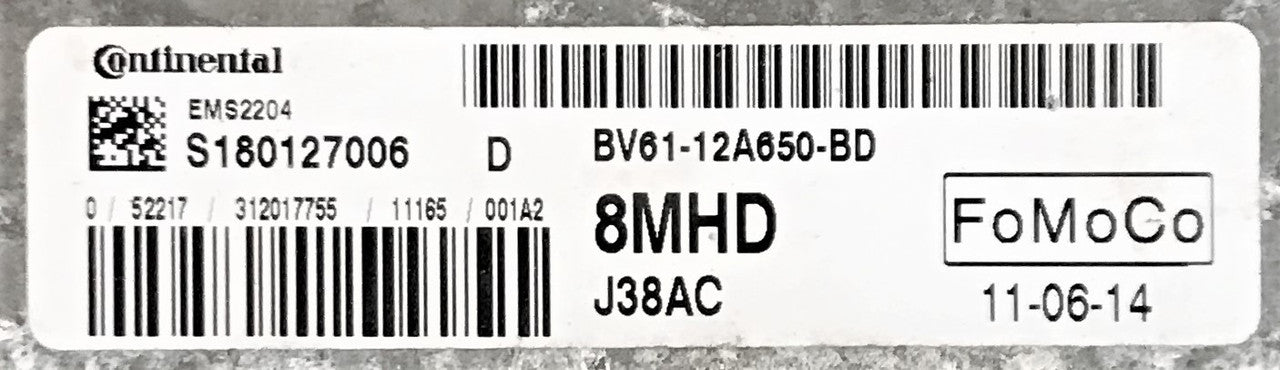 Continental
EMS2204
S180127006 D
BV61-12A650-BD
0 / 52217 / 312017755 / 11165 / 001A2
8MHD
J38AC
FoMoCo
11-06-14